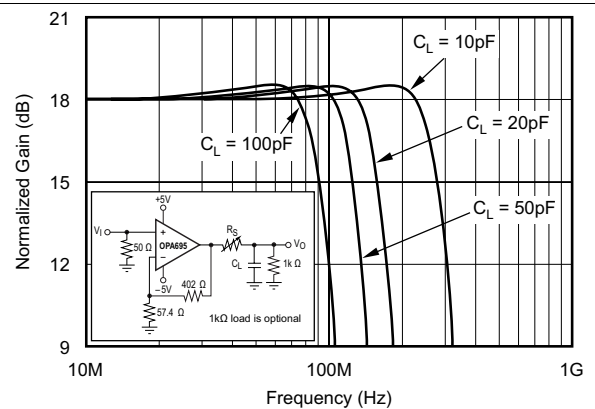 21
18
15
12
9
Normalized Gain (dB)
C_L = 10pF
C_L = 20pF
C_L = 50pF
C_L = 100pF
+5V
V_I
50 Ω
+
OPA695
−
−5V
R_S
V_O
C_L
1k Ω
402 Ω
57.4 Ω
1kΩ load is optional
10M
100M
1G
Frequency (Hz)